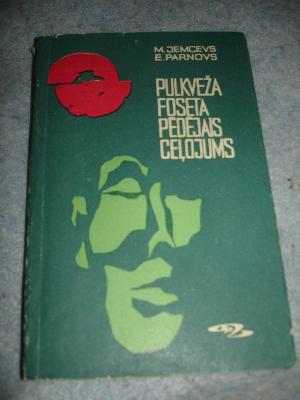 M. JEMCEVS
E. PARNOVS
PULKVEŽA
FOSETA
PĒDĒJAIS
CEĻOJUMS